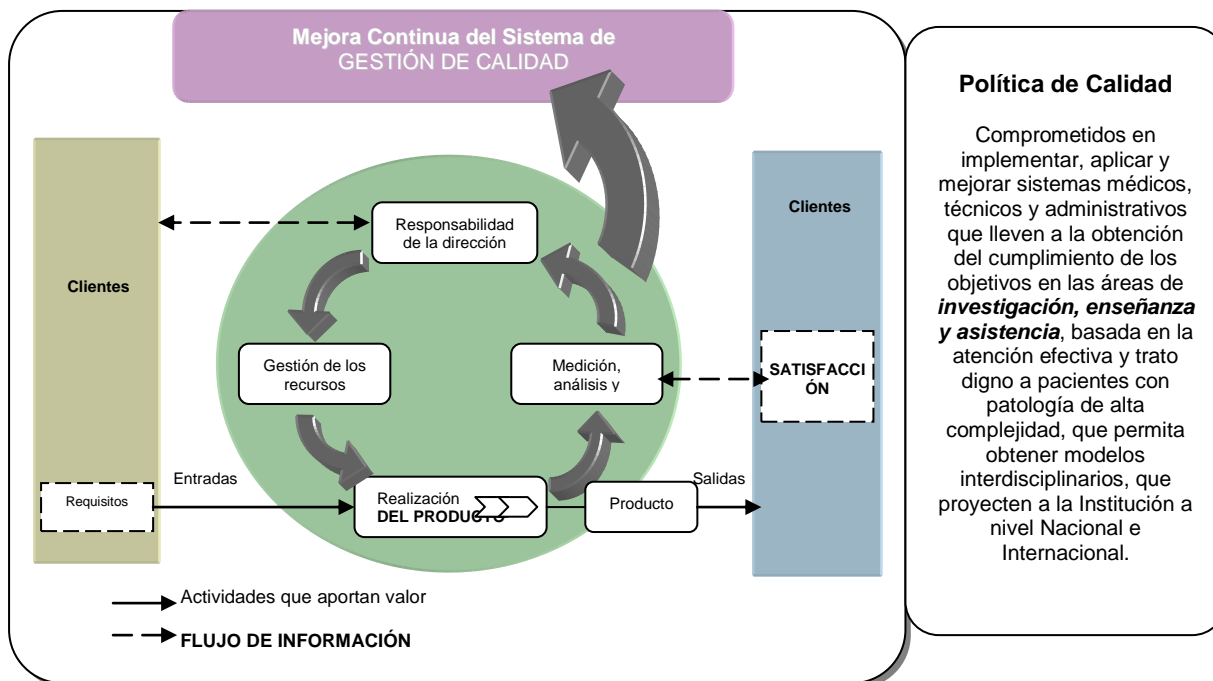 Mejora Continua del Sistema de
GESTIÓN DE CALIDAD
Clientes
Requisitos
Entradas
Responsabilidad
de la dirección
Gestión de los
recursos
Medición,
análisis y
Realización
DEL PRODUCTO
Producto
Salidas
Clientes
SATISFACCI
ÓN
Actividades que aportan valor
FLUJO DE INFORMACIÓN
Política de Calidad
Comprometidos en
implementar, aplicar y
mejorar sistemas médicos,
técnicos y administrativos
que lleven a la obtención
del cumplimiento de los
objetivos en las áreas de
investigación, enseñanza
y asistencia, basada en la
atención efectiva y trato
digno a pacientes con
patología de alta
complejidad, que permita
obtener modelos
interdisciplinarios, que
proyecten a la Institución a
nivel Nacional e
Internacional.